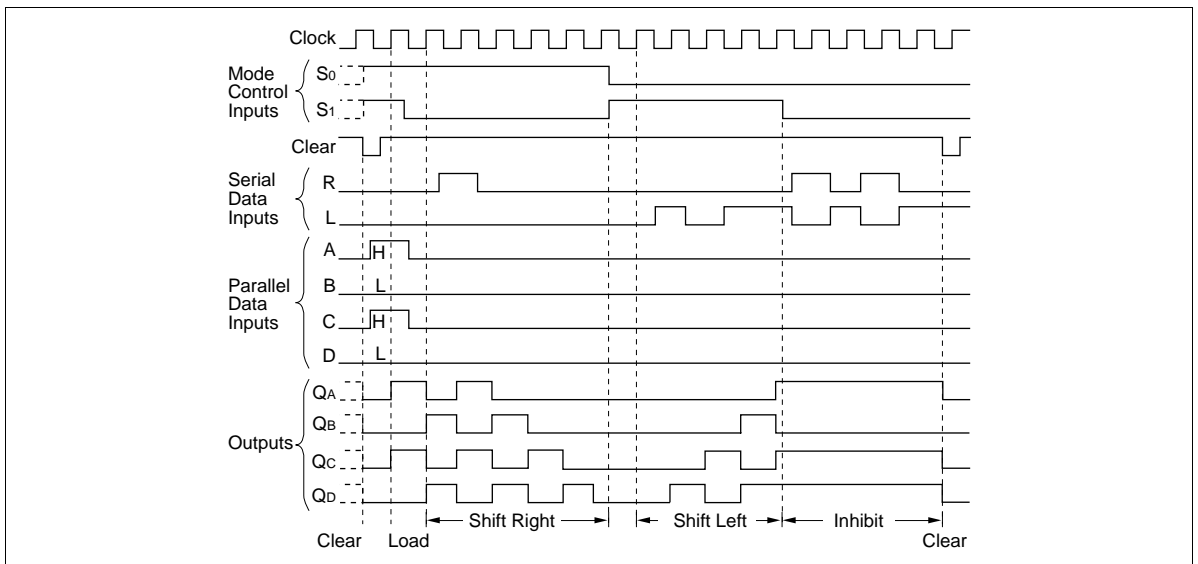 Clock
Mode
Control
Inputs
S0
S1
Clear
Serial
Data
Inputs
R
L
Parallel
Data
Inputs
A H
B L
C H
D L
Outputs
QA
QB
QC
QD
Shift Right
Shift Left
Inhibit
Clear Load Clear